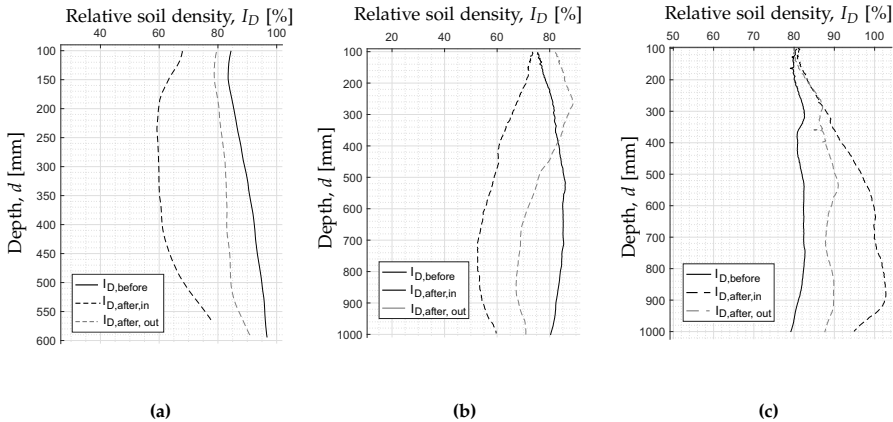 Relative soil density, I_D [%]
40 60 80 100
100
150
200
250
300
350
400
450
500
550
600
Depth, d [mm]
I_D,before
I_D,after,in
I_D,after, out
(a)
Relative soil density, I_D [%]
20 40 60 80
100
200
300
400
500
600
700
800
900
1000
Depth, d [mm]
I_D,before
I_D,after,in
I_D,after, out
(b)
Relative soil density, I_D [%]
50 60 70 80 90 100
100
200
300
400
500
600
700
800
900
1000
Depth, d [mm]
I_D,before
I_D,after,in
I_D,after, out
(c)